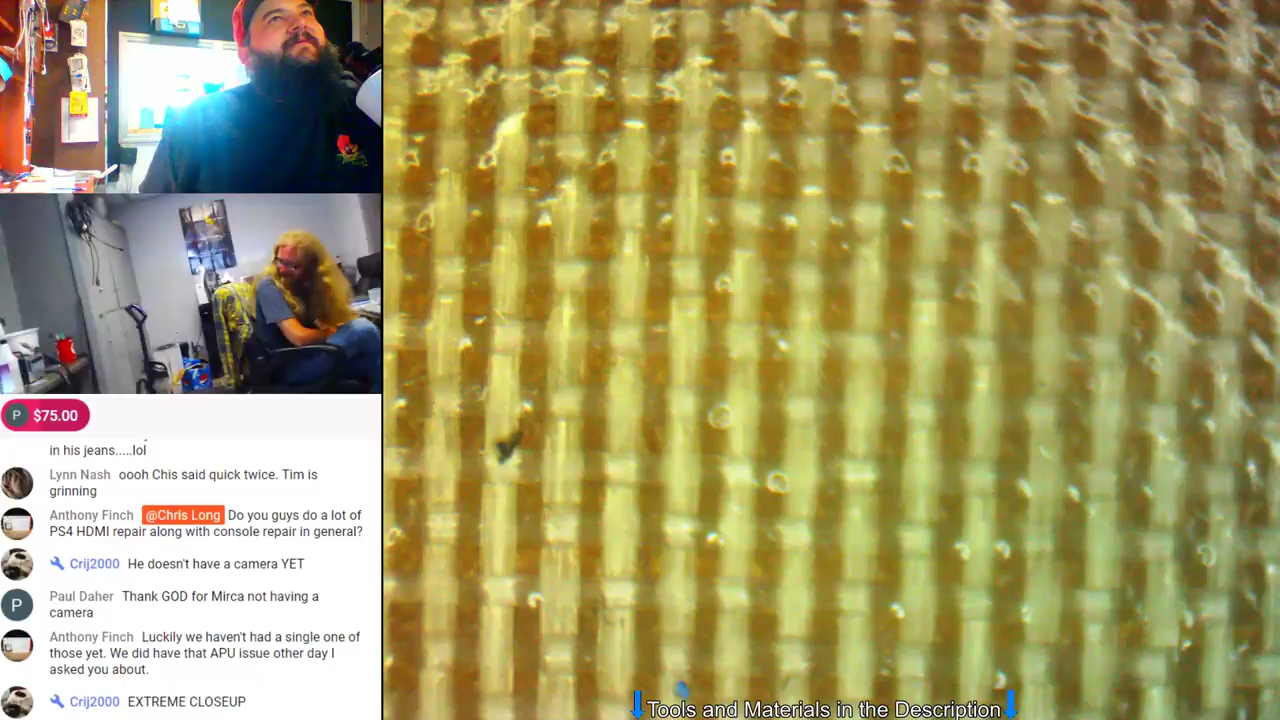 P $75.00
in his jeans.....lol
Lynn Nash oooh Chis said quick twice. Tim is
grinning
Anthony Finch @Chris Long Do you guys do a lot of
PS4 HDMI repair along with console repair in general?
Crij2000 He doesn't have a camera YET
P Paul Daher Thank GOD for Mirca not having a
camera
Anthony Finch Luckily we haven't had a single one of
those yet. We did have that APU issue other day I
asked you about.
Crij2000 EXTREME CLOSEUP
Tools and Materials in the Description